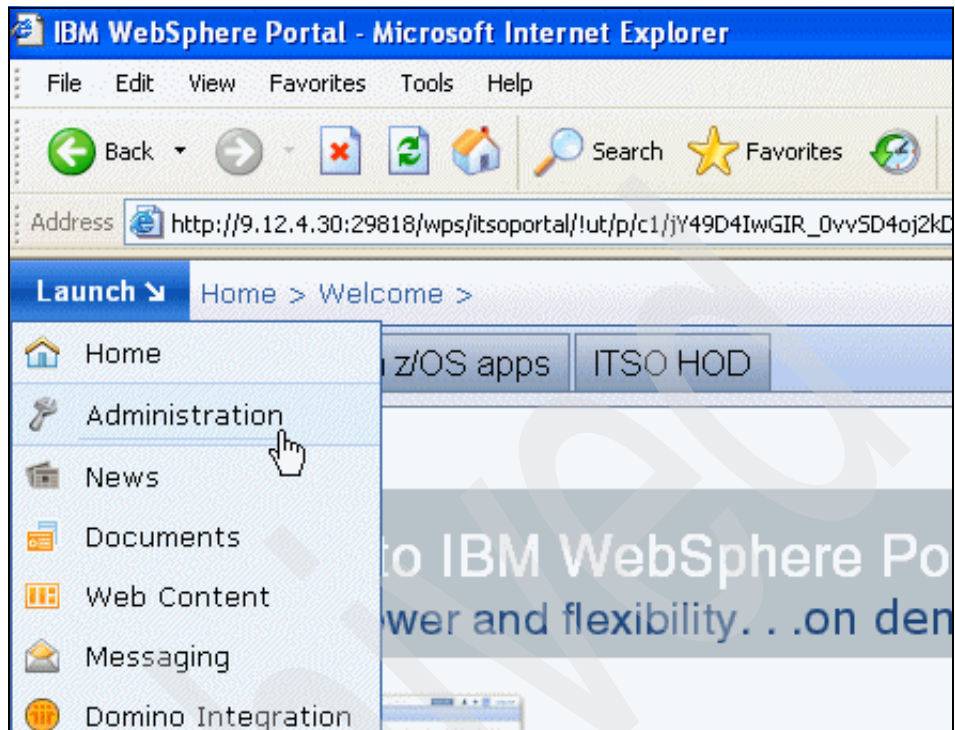 IBM WebSphere Portal - Microsoft Internet Explorer
File Edit View Favorites Tools Help
Back Search Favorites
Address http://9.12.4.30:29818/wps/itsoportal/!ut/p/c1/jY49D4IwGIR_0vvSD4oj2kD
Launch Home > Welcome >
Home
z/OS apps ITSO HOD
Administration
News
Documents
to IBM WebSphere Po
Web Content
wer and flexibility. . .on den
Messaging
Domino Integration